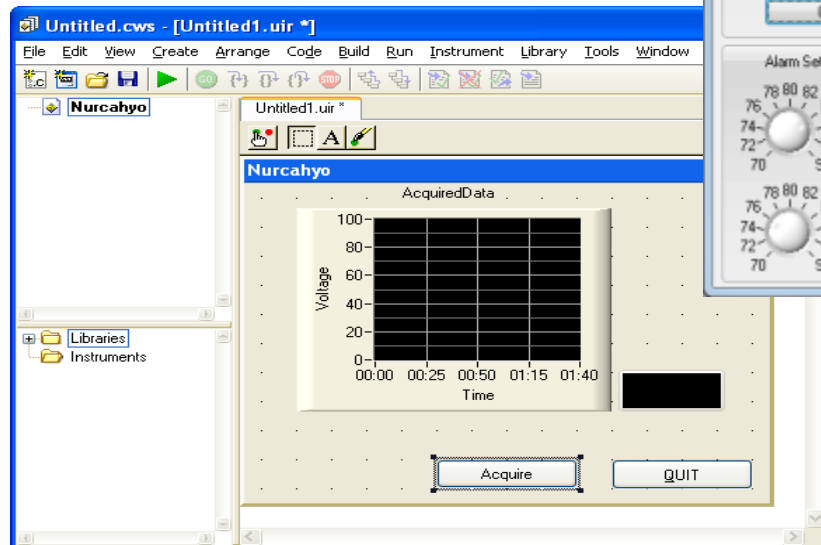 Untitled.cws - [Untitled1.uir *]
File Edit View Create Arrange Code Build Run Instrument Library Tools Window
Nurcahyo
Untitled1.uir *
A
Nurcahyo
AcquiredData
100
80
60
40
20
0
Voltage
00:00 00:25 00:50 01:15 01:40
Time
Acquire
QUIT
Libraries
Instruments
Alarm
78 80 82
76
74
72
70
78 80 82
76
74
72
70